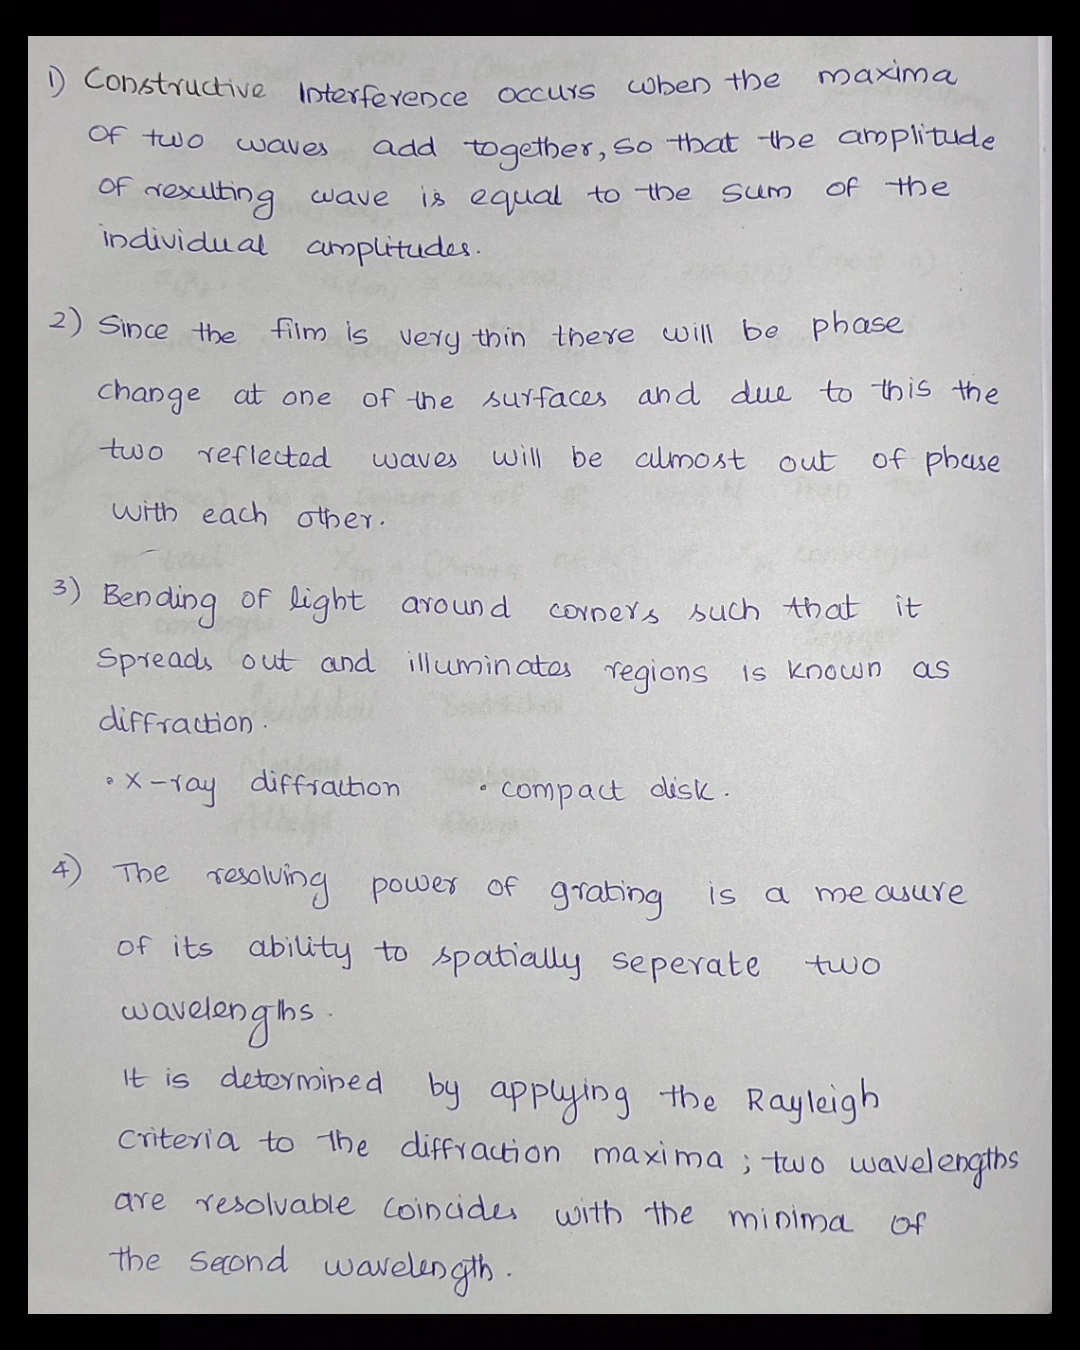 1) Constructive Interference occurs when the maxima
of two waves add together, so that the amplitude
of resulting wave is equal to the sum of the
individual amplitudes.
2) Since the film is very thin there will be phase
change at one of the surfaces and due to this the
two reflected waves will be almost out of phase
with each other.
3) Bending of light around corners such that it
Spreads out and illuminates regions is known as
diffraction.
• X-ray diffraction • compact disk.
4) The resolving power of grating is a measure
of its ability to spatially seperate two
wavelengths.
It is determined by applying the Rayleigh
Criteria to the diffraction maxima; two wavelengths
are resolvable coincides with the minima of
the second wavelength.